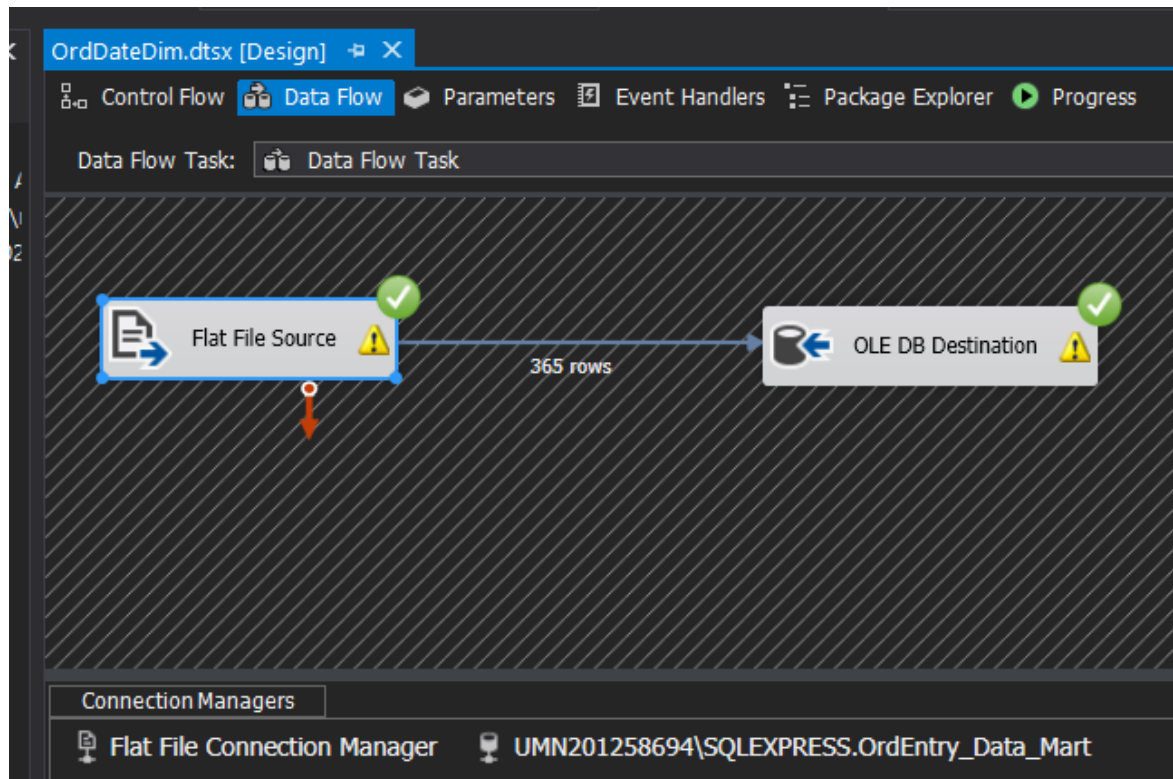 OrdDateDim.dtsx [Design]
Control Flow Data Flow Parameters Event Handlers Package Explorer Progress
Data Flow Task: Data Flow Task
Flat File Source
365 rows
OLE DB Destination
Connection Managers
Flat File Connection Manager UMN201258694\SQLEXPRESS.OrdEntry_Data_Mart